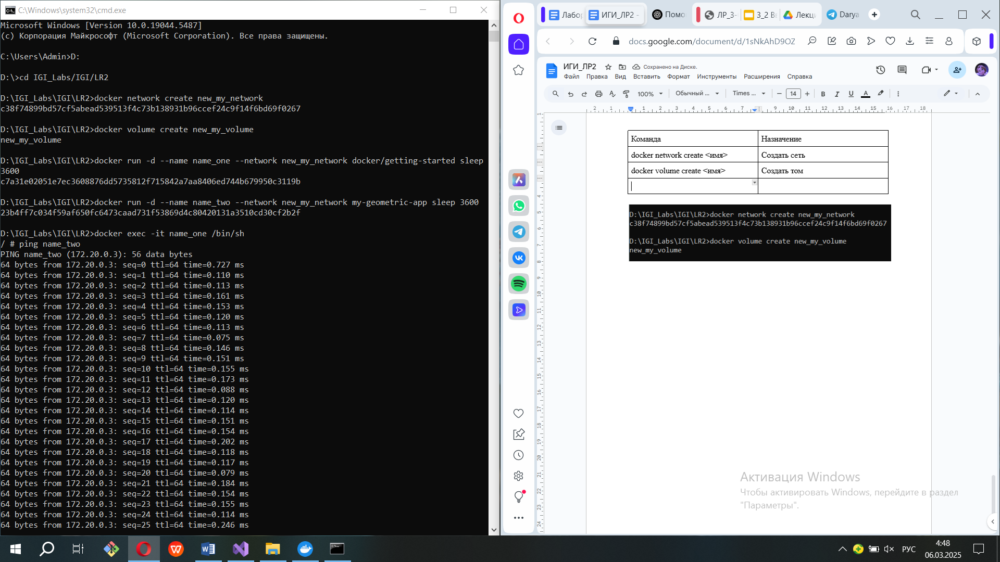 C:\Windows\system32\cmd.exe
Microsoft Windows [Version 10.0.19044.5487]
(c) Корпорация Майкрософт (Microsoft Corporation). Все права защищены.
C:\Users\Admin>D:
D:\>cd IGI_Labs/IGI/LR2
D:\IGI_Labs\IGI\LR2>docker network create new_my_network
c38f74899bd57cf5abead539513f4c73b138931b96ccef24c9f14f6bd69f0267
D:\IGI_Labs\IGI\LR2>docker volume create new_my_volume
new_my_volume
D:\IGI_Labs\IGI\LR2>docker run -d --name name_one --network new_my_network docker/getting-started sleep
3600
c7a31e02051e7ec3608876dd5735812f715842a7aa8406ed744b679950c3119b
D:\IGI_Labs\IGI\LR2>docker run -d --name name_two --network new_my_network my-geometric-app sleep 3600
23b4ff7c034f59af650fc6473caad731f53869d4c80420131a3510cd30cf2b2f
D:\IGI_Labs\IGI\LR2>docker exec -it name_one /bin/sh
/ # ping name_two
PING name_two (172.20.0.3): 56 data bytes
64 bytes from 172.20.0.3: seq=0 ttl=64 time=0.727 ms
64 bytes from 172.20.0.3: seq=1 ttl=64 time=0.110 ms
64 bytes from 172.20.0.3: seq=2 ttl=64 time=0.113 ms
64 bytes from 172.20.0.3: seq=3 ttl=64 time=0.161 ms
64 bytes from 172.20.0.3: seq=4 ttl=64 time=0.153 ms
64 bytes from 172.20.0.3: seq=5 ttl=64 time=0.120 ms
64 bytes from 172.20.0.3: seq=6 ttl=64 time=0.113 ms
64 bytes from 172.20.0.3: seq=7 ttl=64 time=0.075 ms
64 bytes from 172.20.0.3: seq=8 ttl=64 time=0.146 ms
64 bytes from 172.20.0.3: seq=9 ttl=64 time=0.151 ms
64 bytes from 172.20.0.3: seq=10 ttl=64 time=0.155 ms
64 bytes from 172.20.0.3: seq=11 ttl=64 time=0.173 ms
64 bytes from 172.20.0.3: seq=12 ttl=64 time=0.088 ms
64 bytes from 172.20.0.3: seq=13 ttl=64 time=0.120 ms
64 bytes from 172.20.0.3: seq=14 ttl=64 time=0.114 ms
64 bytes from 172.20.0.3: seq=15 ttl=64 time=0.151 ms
64 bytes from 172.20.0.3: seq=16 ttl=64 time=0.154 ms
64 bytes from 172.20.0.3: seq=17 ttl=64 time=0.202 ms
64 bytes from 172.20.0.3: seq=18 ttl=64 time=0.118 ms
64 bytes from 172.20.0.3: seq=19 ttl=64 time=0.117 ms
64 bytes from 172.20.0.3: seq=20 ttl=64 time=0.079 ms
64 bytes from 172.20.0.3: seq=21 ttl=64 time=0.184 ms
64 bytes from 172.20.0.3: seq=22 ttl=64 time=0.154 ms
64 bytes from 172.20.0.3: seq=23 ttl=64 time=0.155 ms
64 bytes from 172.20.0.3: seq=24 ttl=64 time=0.114 ms
64 bytes from 172.20.0.3: seq=25 ttl=64 time=0.246 ms
Лабор ИГИ_ЛР2 - Помо ЛР_3- 3_2 Ве Лекци Darya
docs.google.com/document/d/1sNkAhD9OZ
ИГИ_ЛР2 Сохранено на Диске.
Файл Правка Вид Вставить Формат Инструменты Расширения Справка
100% Обычный ... Times ... 14 B I U A
2 1 1 2 3 4 5 6 7 9 10 11 12 13 14 15 16 17 18
Команда Назначение
docker network create <имя> Создать сеть
docker volume create <имя> Создать том
D:\IGI_Labs\IGI\LR2>docker network create new_my_network
c38f74899bd57cf5abead539513f4c73b138931b96ccef24c9f14f6bd69f0267
D:\IGI_Labs\IGI\LR2>docker volume create new_my_volume
new_my_volume
Активация Windows
Чтобы активировать Windows, перейдите в раздел
"Параметры".
РУС
4:48
06.03.2025